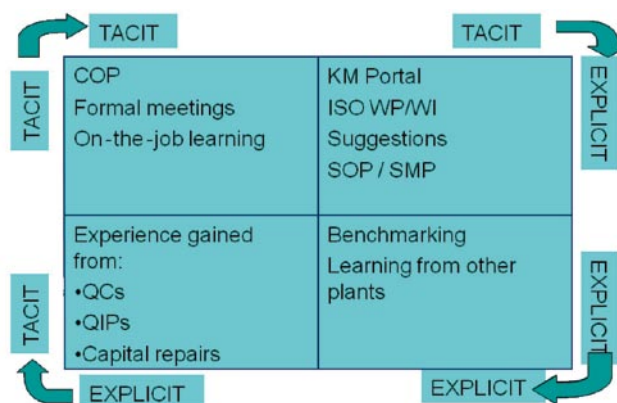 TACIT
TACIT
TACIT
EXPLICIT
COP
Formal meetings
On-the-job learning
KM Portal
ISO WP/WI
Suggestions
SOP / SMP
Experience gained
from:
•QCs
•QIPs
•Capital repairs
Benchmarking
Learning from other
plants
TACIT
EXPLICIT
EXPLICIT
EXPLICIT